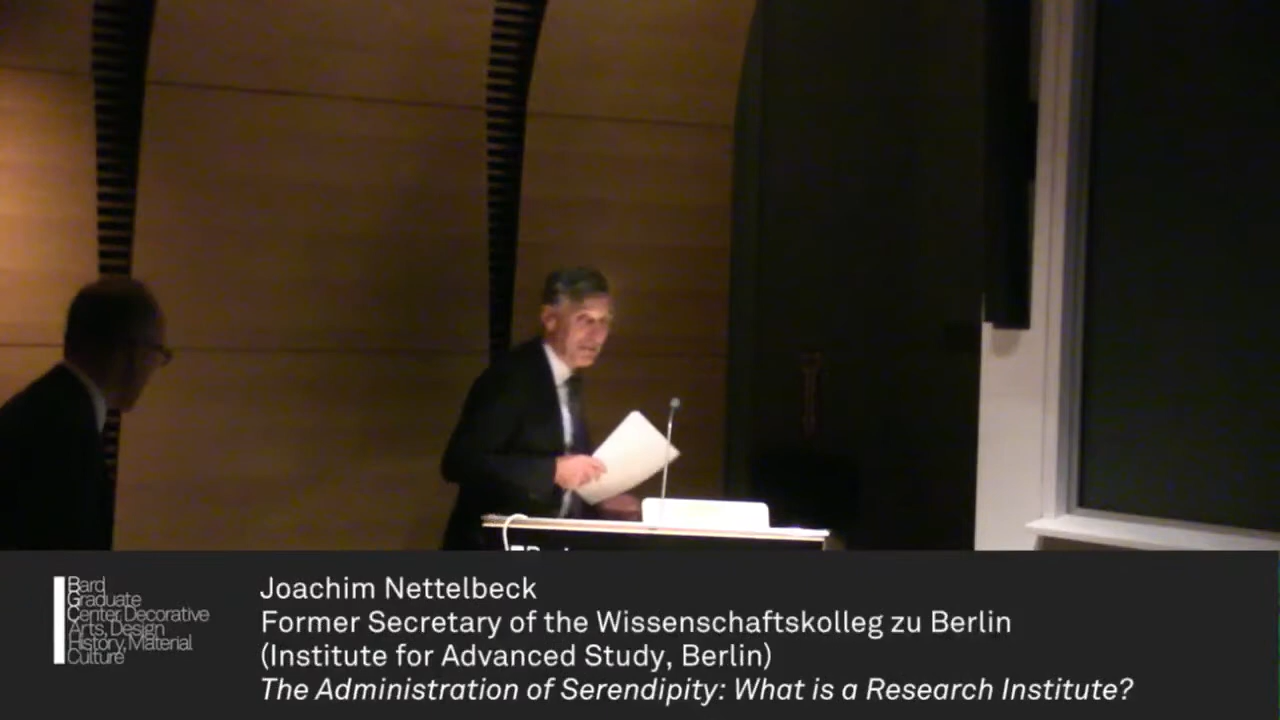 Bard
Graduate
Center Decorative
Arts, Design
History, Material
Culture
Joachim Nettelbeck
Former Secretary of the Wissenschaftskolleg zu Berlin
(Institute for Advanced Study, Berlin)
The Administration of Serendipity: What is a Research Institute?